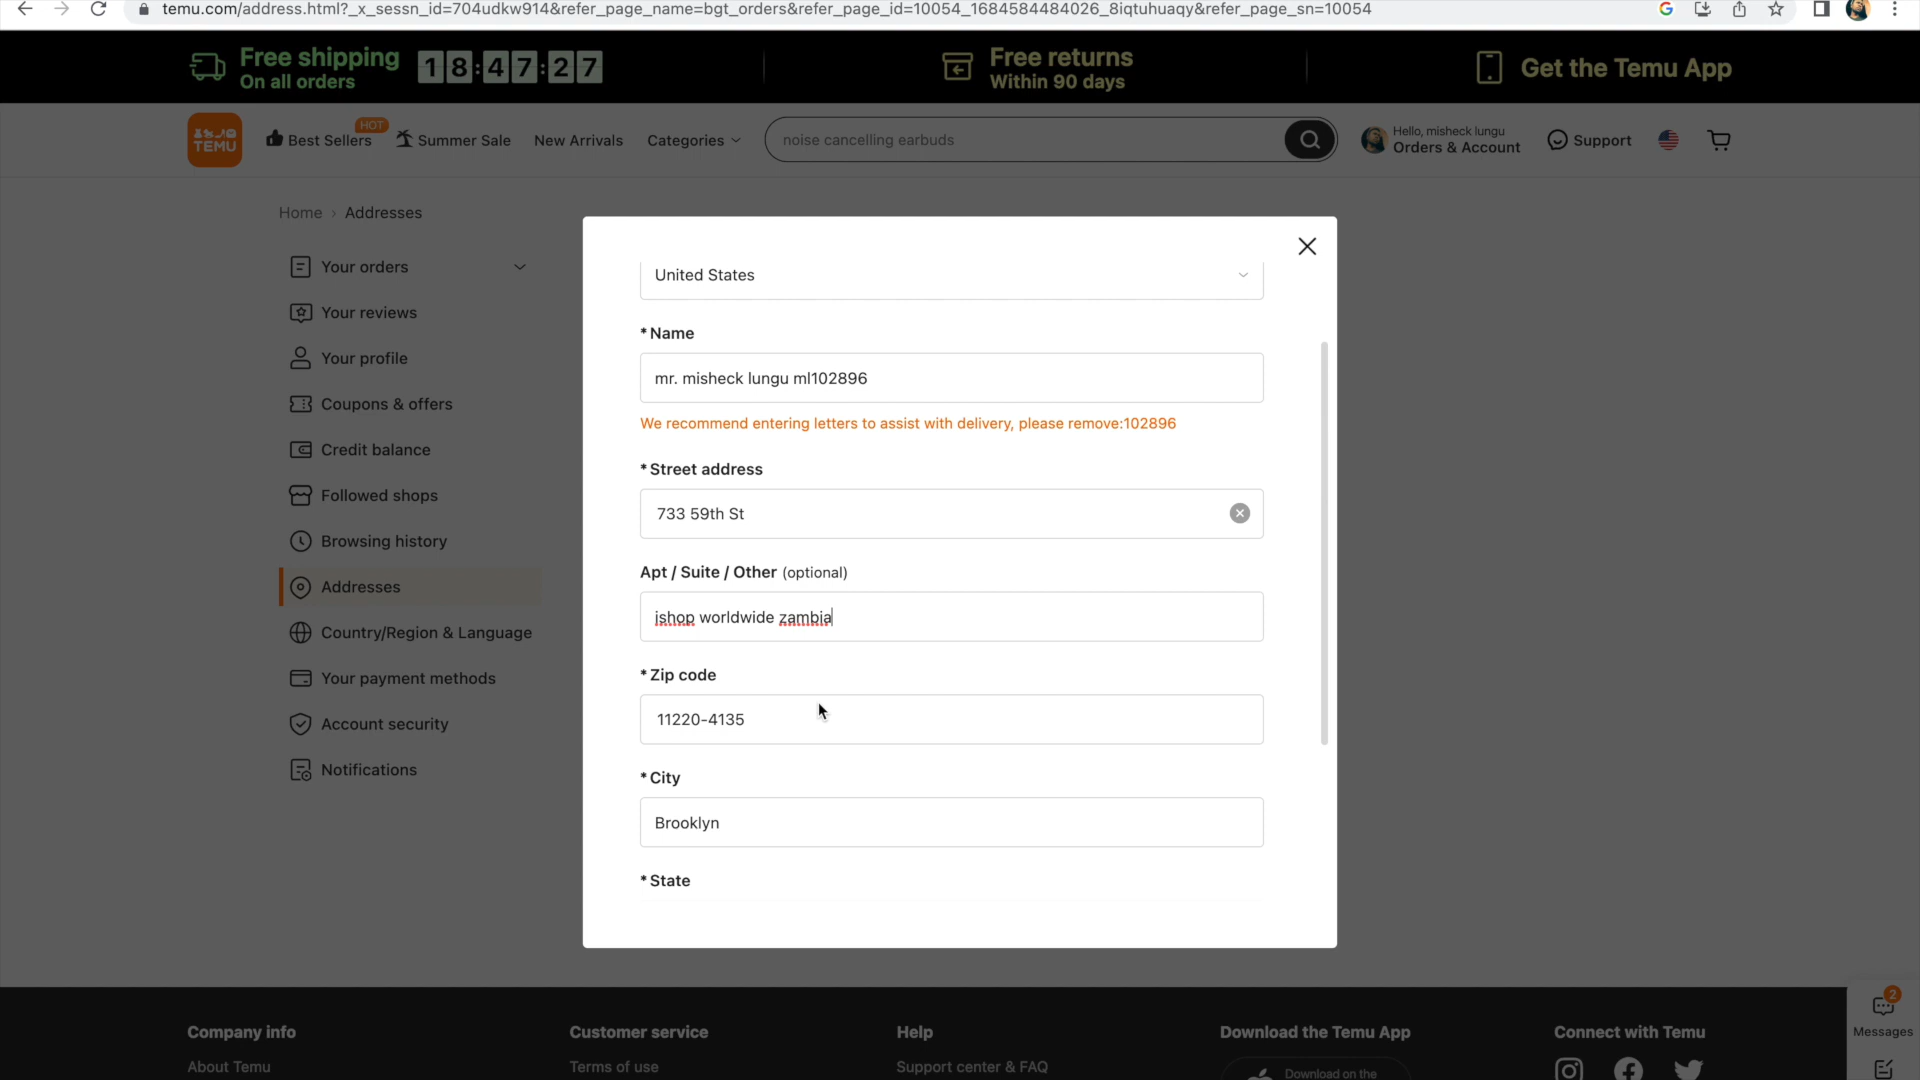 temu.com/address.html?_x_sessn_id=704udkw914&refer_page_name=bgt_orders&refer_page_id=10054_1684584484026_8iqtuhuaqy&refer_page_sn=10054
Free shipping
On all orders
18:47:27
Free returns
Within 90 days
Get the Temu App
TEMU
Best Sellers
HOT
Summer Sale
New Arrivals
Categories
noise cancelling earbuds
Hello, misheck lungu
Orders & Account
Support
Home › Addresses
Your orders
Your reviews
Your profile
Coupons & offers
Credit balance
Followed shops
Browsing history
Addresses
Country/Region & Language
Your payment methods
Account security
Notifications
United States
* Name
mr. misheck lungu ml102896
We recommend entering letters to assist with delivery, please remove:102896
* Street address
733 59th St
Apt / Suite / Other (optional)
ishop worldwide zambia
* Zip code
11220-4135
* City
Brooklyn
* State
Company info
About Temu
Customer service
Terms of use
Help
Support center & FAQ
Download the Temu App
Download on the
Connect with Temu
2
Messages